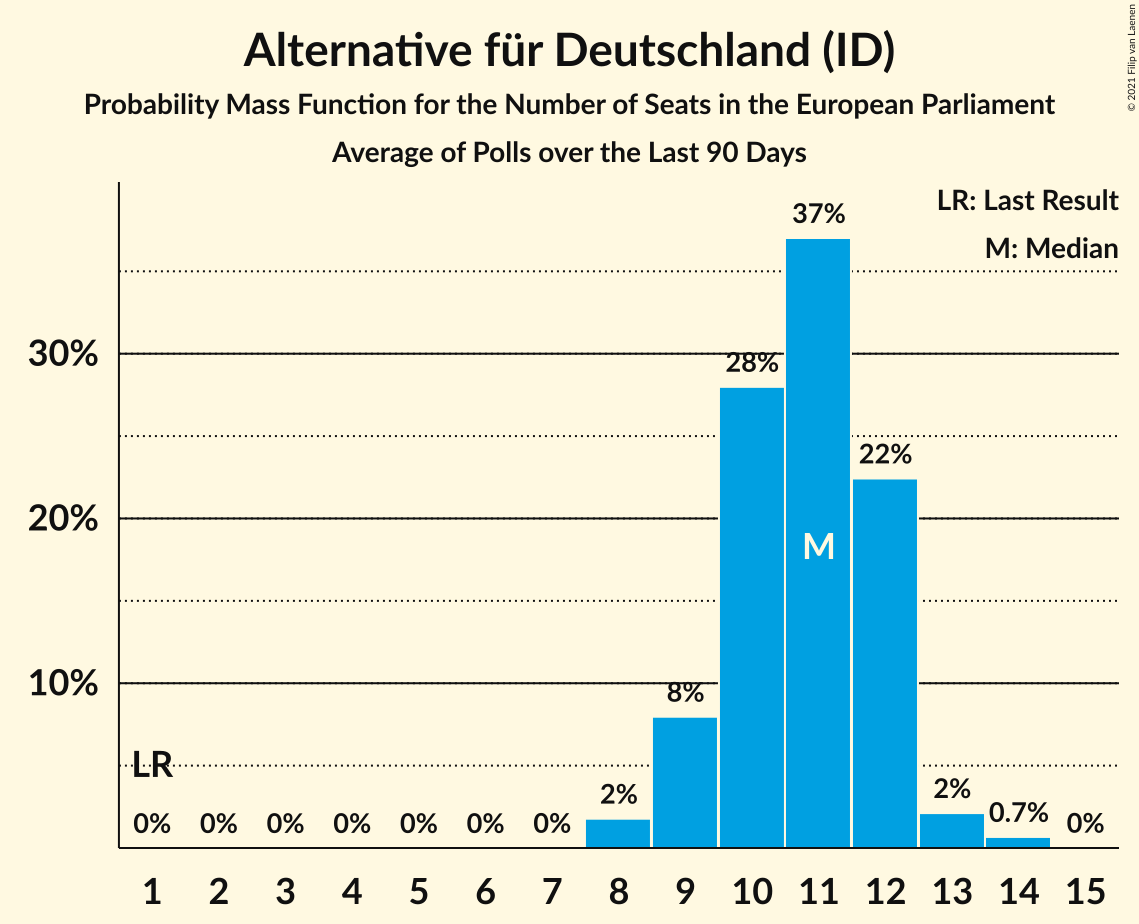 Alternative für Deutschland (ID)
Probability Mass Function for the Number of Seats in the European Parliament
Average of Polls over the Last 90 Days
© 2021 Filip van Laenen
LR: Last Result
M: Median
37%
30%
28%
22%
20%
M
10%
8%
LR
2%
2%
0.7%
0% 0% 0% 0% 0% 0% 0% 0%
1 2 3 4 5 6 7 8 9 10 11 12 13 14 15